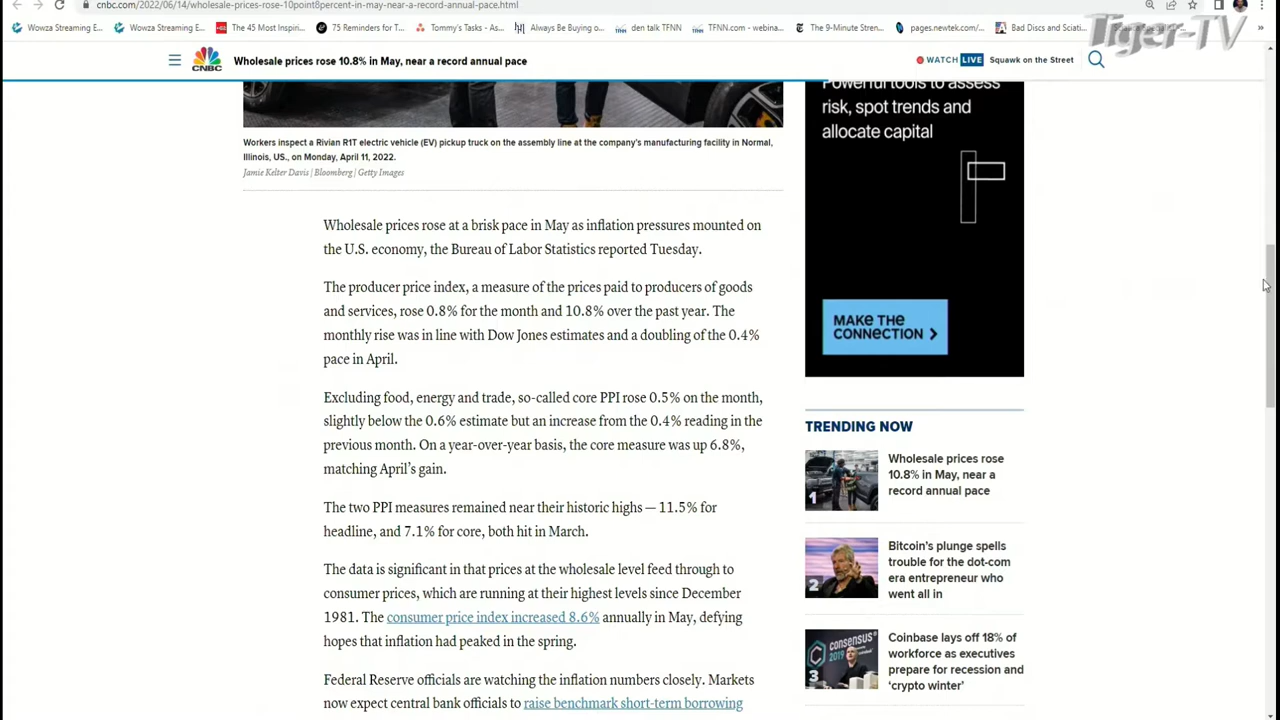 cnbc.com/2022/06/14/wholesale-prices-rose-10point8percent-in-may-near-a-record-annual-pace.html
Wowza Streaming E... Wowza Streaming E... The 45 Most Inspiri... 75 Reminders for T... Tommy's Tasks - As... Always Be Buying o... den talk TFNN TFNN.com - webina... The 9-Minute Stren... pages.newtek.com/... Bad Discs and Sciati...
Tiger-TV
CNBC
Wholesale prices rose 10.8% in May, near a record annual pace
WATCH LIVE Squawk on the Street
Workers inspect a Rivian R1T electric vehicle (EV) pickup truck on the assembly line at the company's manufacturing facility in Normal,
Illinois, US., on Monday, April 11, 2022.
Jamie Kelter Davis | Bloomberg | Getty Images
Wholesale prices rose at a brisk pace in May as inflation pressures mounted on
the U.S. economy, the Bureau of Labor Statistics reported Tuesday.
The producer price index, a measure of the prices paid to producers of goods
and services, rose 0.8% for the month and 10.8% over the past year. The
monthly rise was in line with Dow Jones estimates and a doubling of the 0.4%
pace in April.
Excluding food, energy and trade, so-called core PPI rose 0.5% on the month,
slightly below the 0.6% estimate but an increase from the 0.4% reading in the
previous month. On a year-over-year basis, the core measure was up 6.8%,
matching April's gain.
The two PPI measures remained near their historic highs — 11.5% for
headline, and 7.1% for core, both hit in March.
The data is significant in that prices at the wholesale level feed through to
consumer prices, which are running at their highest levels since December
1981. The consumer price index increased 8.6% annually in May, defying
hopes that inflation had peaked in the spring.
Federal Reserve officials are watching the inflation numbers closely. Markets
now expect central bank officials to raise benchmark short-term borrowing
Powerful tools to assess
risk, spot trends and
allocate capital
MAKE THE
CONNECTION
TRENDING NOW
1
Wholesale prices rose
10.8% in May, near a
record annual pace
2
Bitcoin's plunge spells
trouble for the dot-com
era entrepreneur who
went all in
CONSENSUS
2019
3
Coinbase lays off 18% of
workforce as executives
prepare for recession and
'crypto winter'